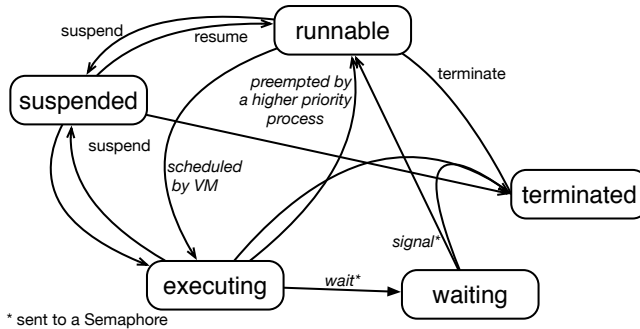 suspend
resume
runnable
suspended
preempted by
a higher priority
process
terminate
suspend
scheduled
by VM
terminated
signal*
executing
wait*
waiting
* sent to a Semaphore